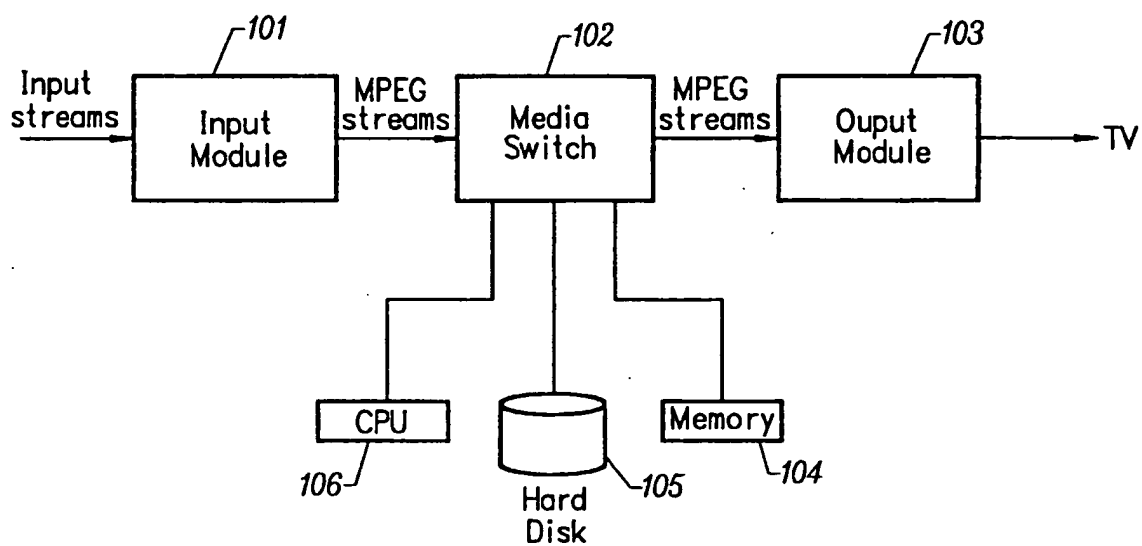 101
102
103
Input
streams
Input
Module
MPEG
streams
Media
Switch
MPEG
streams
Ouput
Module
TV
CPU
106
Hard
Disk
105
Memory
104